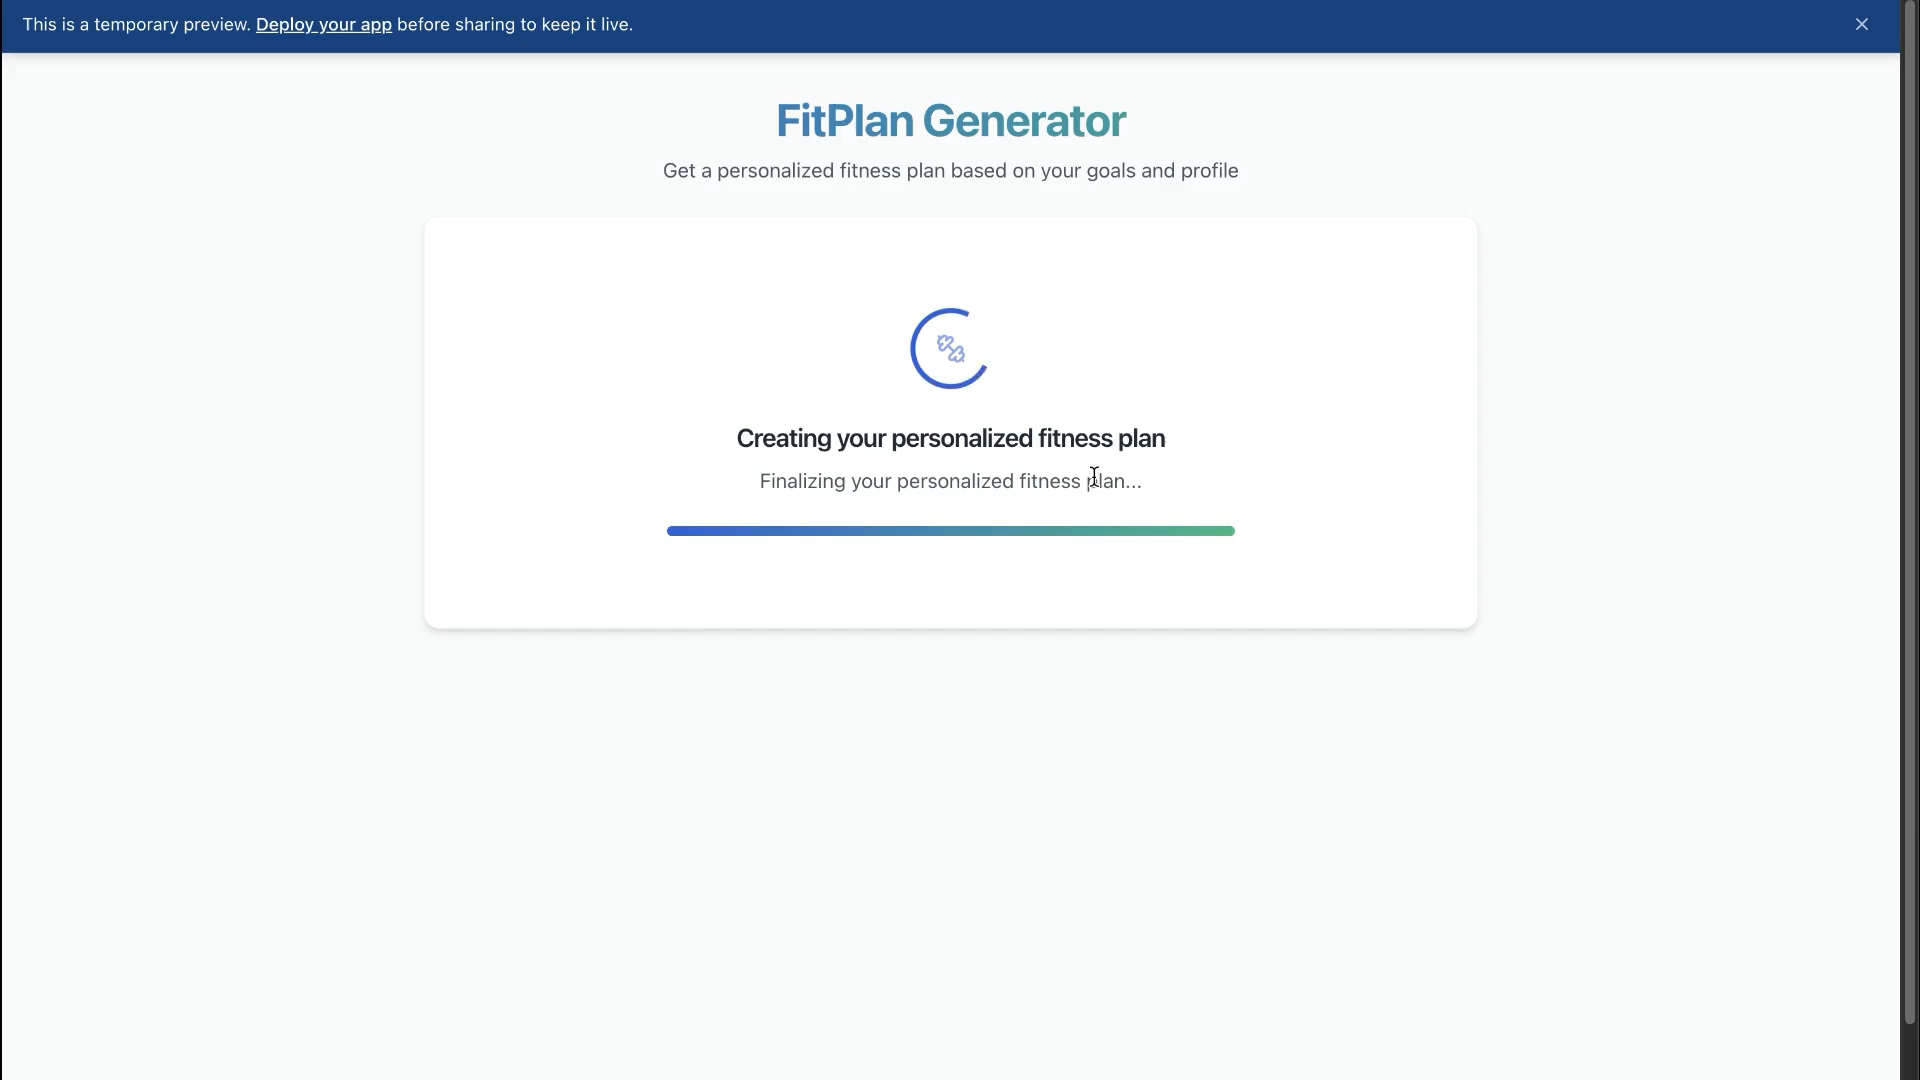 This is a temporary preview. Deploy your app before sharing to keep it live.
FitPlan Generator
Get a personalized fitness plan based on your goals and profile
Creating your personalized fitness plan
Finalizing your personalized fitness plan...